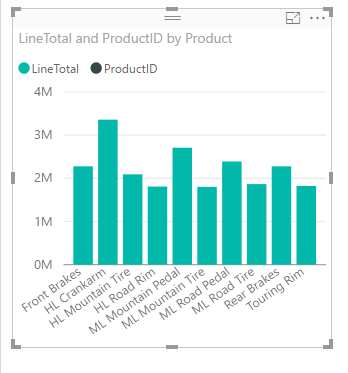 LineTotal and ProductID by Product
LineTotal ProductID
4M
3M
2M
1M
0M
Front Brakes
HL Crankarm
HL Mountain Tire
HL Road Rim
ML Mountain Pedal
ML Mountain Tire
ML Road Pedal
ML Road Tire
Rear Brakes
Touring Rim